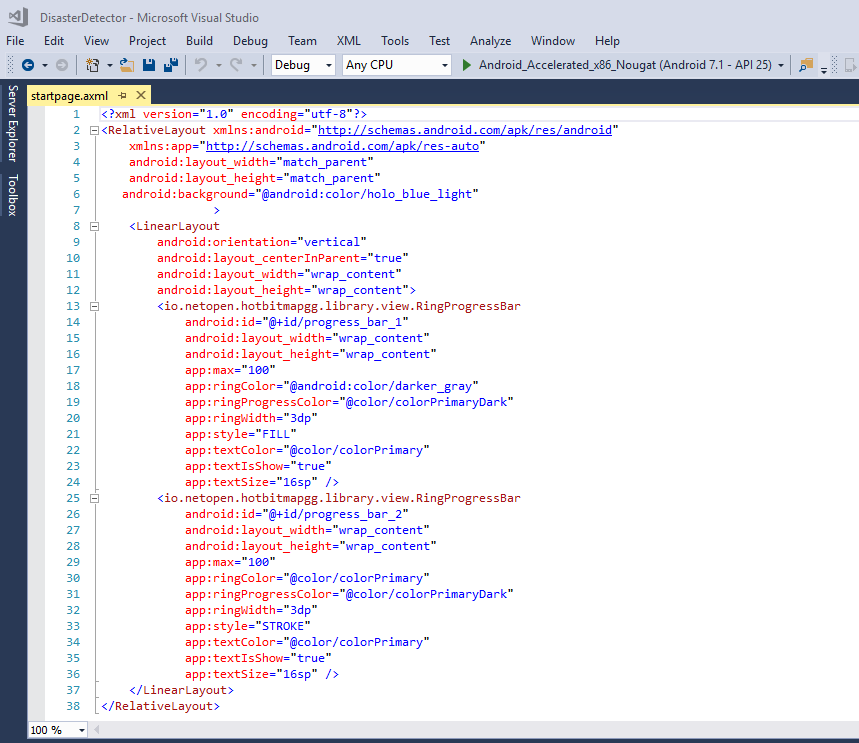 DisasterDetector - Microsoft Visual Studio
File Edit View Project Build Debug Team XML Tools Test Analyze Window Help
Debug Any CPU Android_Accelerated_x86_Nougat (Android 7.1 - API 25)
Server Explorer
Toolbox
startpage.axml
1 <?xml version="1.0" encoding="utf-8"?>
2 <RelativeLayout xmlns:android="http://schemas.android.com/apk/res/android"
3 xmlns:app="http://schemas.android.com/apk/res-auto"
4 android:layout_width="match_parent"
5 android:layout_height="match_parent"
6 android:background="@android:color/holo_blue_light"
7 >
8 <LinearLayout
9 android:orientation="vertical"
10 android:layout_centerInParent="true"
11 android:layout_width="wrap_content"
12 android:layout_height="wrap_content">
13 <io.netopen.hotbitmapgg.library.view.RingProgressBar
14 android:id="@+id/progress_bar_1"
15 android:layout_width="wrap_content"
16 android:layout_height="wrap_content"
17 app:max="100"
18 app:ringColor="@android:color/darker_gray"
19 app:ringProgressColor="@color/colorPrimaryDark"
20 app:ringWidth="3dp"
21 app:style="FILL"
22 app:textColor="@color/colorPrimary"
23 app:textIsShow="true"
24 app:textSize="16sp" />
25 <io.netopen.hotbitmapgg.library.view.RingProgressBar
26 android:id="@+id/progress_bar_2"
27 android:layout_width="wrap_content"
28 android:layout_height="wrap_content"
29 app:max="100"
30 app:ringColor="@color/colorPrimary"
31 app:ringProgressColor="@color/colorPrimaryDark"
32 app:ringWidth="3dp"
33 app:style="STROKE"
34 app:textColor="@color/colorPrimary"
35 app:textIsShow="true"
36 app:textSize="16sp" />
37 </LinearLayout>
38 </RelativeLayout>
100 %